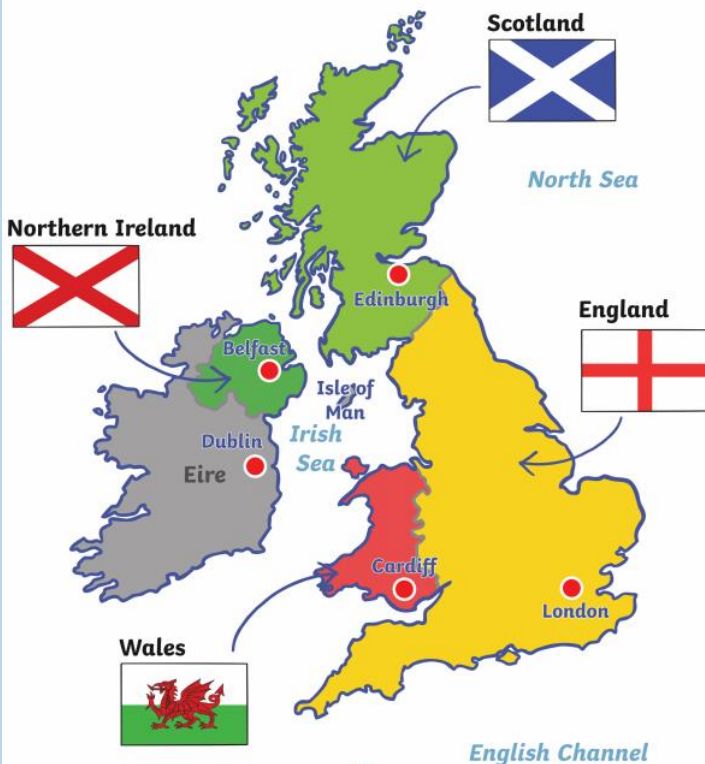 Scotland
North Sea
Northern Ireland
Edinburgh
England
Belfast
Isle of
Man
Dublin
Irish
Sea
Eire
Cardiff
London
Wales
English Channel